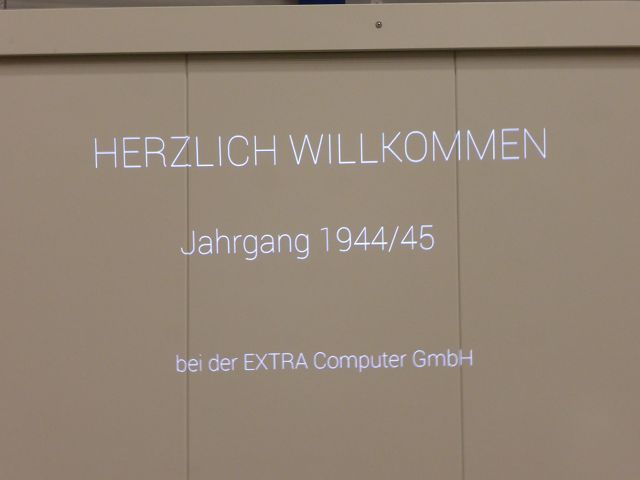 HERZLICH WILLKOMMEN
Jahrgang 1944/45
bei der EXTRA Computer GmbH